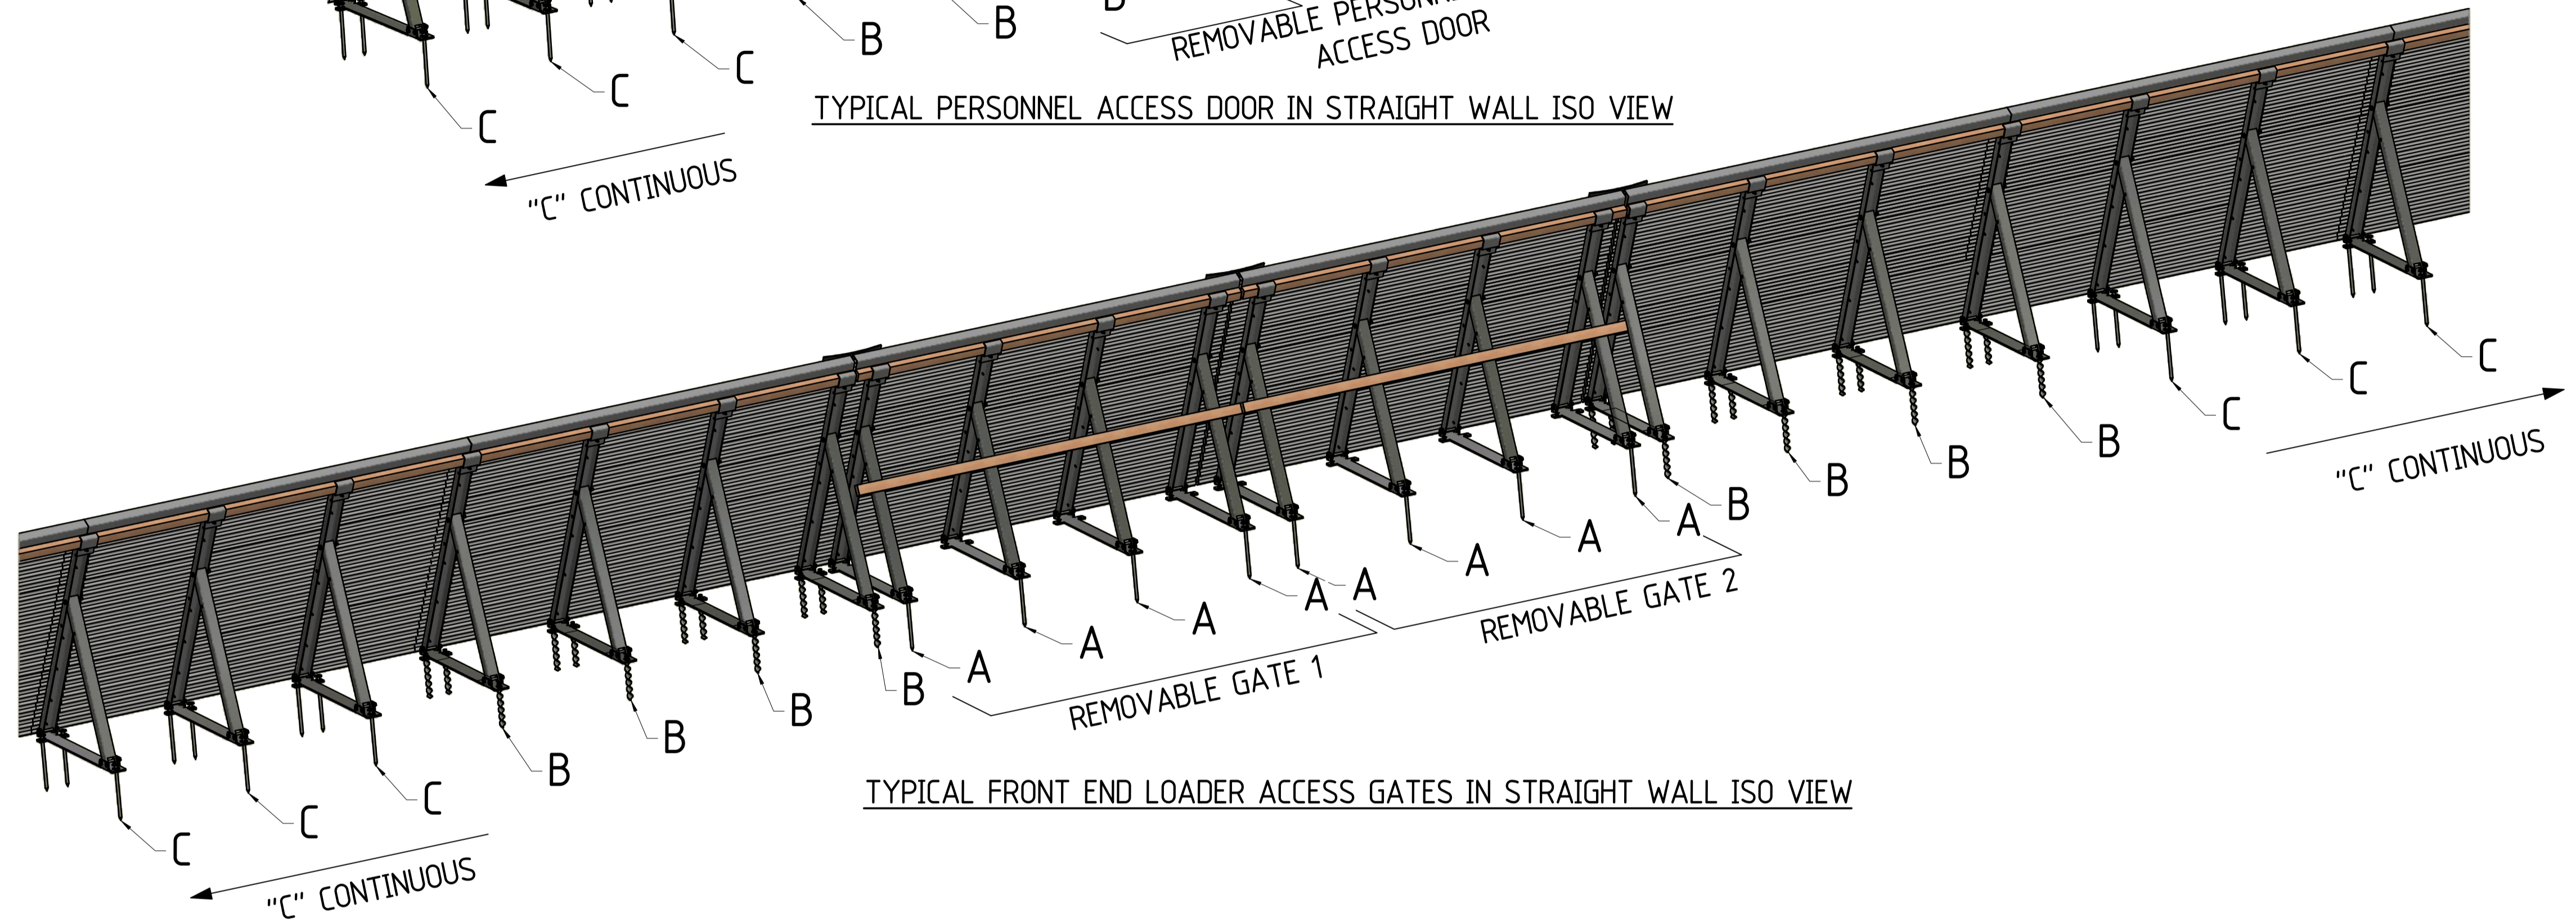 B
B
C
C
C
REMOVABLE
ACCESS DOOR
TYPICAL PERSONNEL ACCESS DOOR IN STRAIGHT WALL ISO VIEW
"C" CONTINUOUS
C
C
C
B
B
B
B
A
A
A
A
A
A
A
A
B
B
B
B
C
C
C
"C" CONTINUOUS
REMOVABLE GATE 2
REMOVABLE GATE 1
TYPICAL FRONT END LOADER ACCESS GATES IN STRAIGHT WALL ISO VIEW
"C" CONTINUOUS